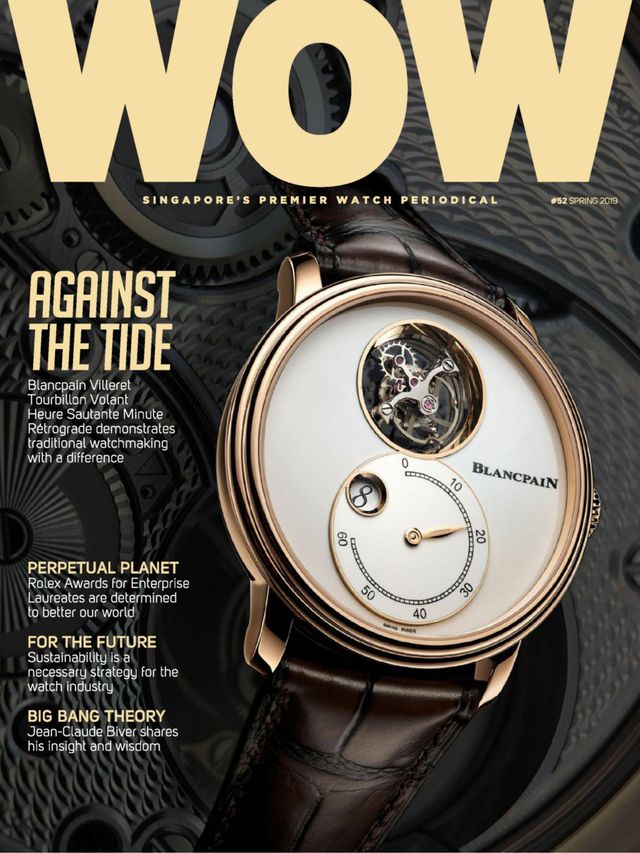 WOW
SINGAPORE'S PREMIER WATCH PERIODICAL
#52 SPRING 2019
AGAINST
THE TIDE
Blancpain Villeret
Tourbillon Volant
Heure Sautante Minute
Rétrograde demonstrates
traditional watchmaking
with a difference
PERPETUAL PLANET
Rolex Awards for Enterprise
Laureates are determined
to better our world
FOR THE FUTURE
Sustainability is a
necessary strategy for the
watch industry
BIG BANG THEORY
Jean-Claude Biver shares
his insight and wisdom
BLANCPAIN
0
10
20
30
40
50
60
8
SWISS MADE